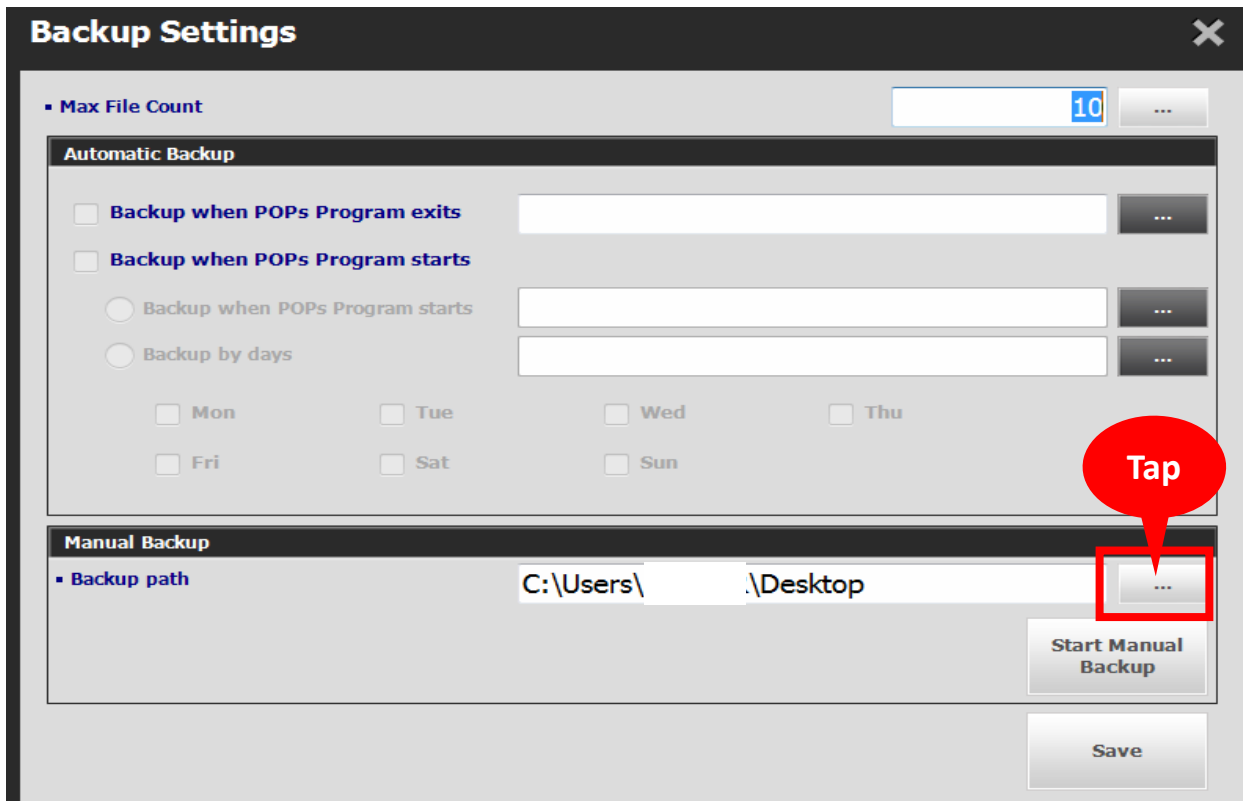 Backup Settings
Max File Count 10 ...
Automatic Backup
Backup when POPs Program exits ...
Backup when POPs Program starts
Backup when POPs Program starts ...
Backup by days ...
Mon Tue Wed Thu
Fri Sat Sun
Tap
Manual Backup
Backup path C:\Users\ \Desktop ...
Start Manual
Backup
Save